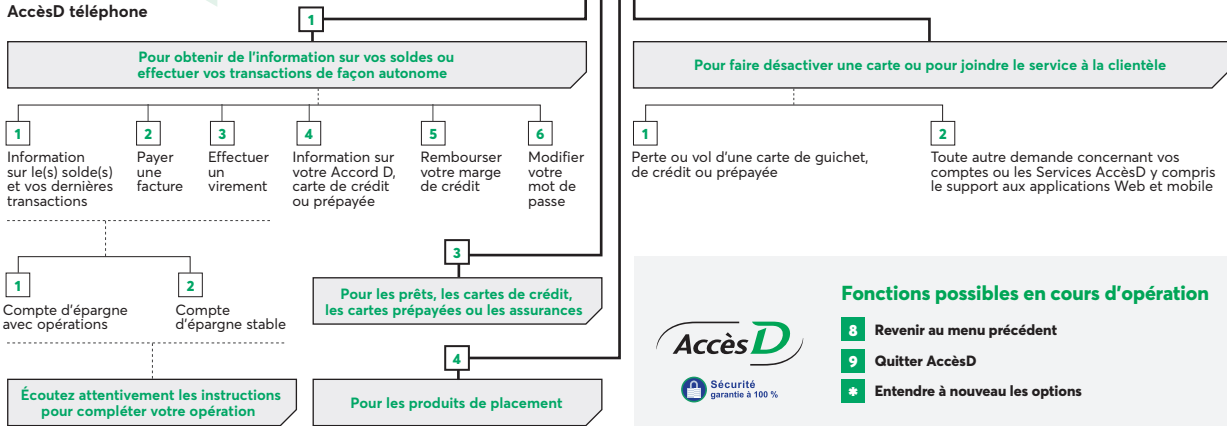 AccèsD téléphone
1
Pour obtenir de l'information sur vos soldes ou
effectuer vos transactions de façon autonome
1
Information
sur le(s) solde(s)
et vos dernières
transactions
2
Payer
une
facture
3
Effectuer
un
virement
4
Information sur
votre Accord D,
carte de crédit
ou prépayée
5
Rembourser
votre marge
de crédit
6
Modifier
votre
mot de
passe
1
Compte d'épargne
avec opérations
2
Compte
d'épargne stable
Écoutez attentivement les instructions
pour compléter votre opération
3
Pour les prêts, les cartes de crédit,
les cartes prépayées ou les assurances
4
Pour les produits de placement
Pour faire désactiver une carte ou pour joindre le service à la clientèle
1
Perte ou vol d'une carte de guichet,
de crédit ou prépayée
2
Toute autre demande concernant vos
comptes ou les Services AccèsD y compris
le support aux applications Web et mobile
AccèsD
Sécurité
garantie à 100 %
Fonctions possibles en cours d'opération
8 Revenir au menu précédent
9 Quitter AccèsD
* Entendre à nouveau les options